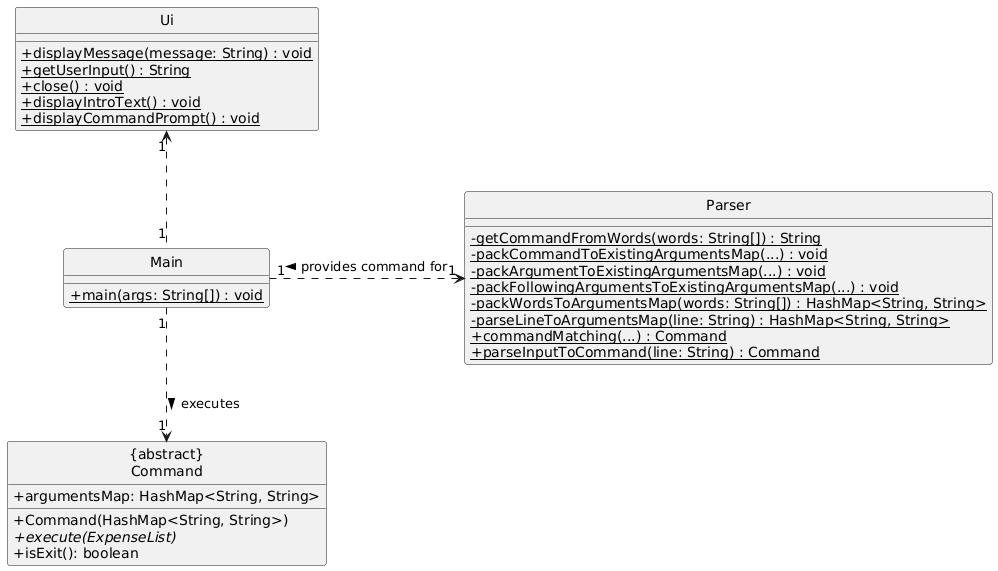 Ui
+displayMessage(message: String) : void
+getUserInput() : String
+close() : void
+displayIntroText() : void
+displayCommandPrompt() : void
1
1
Main
+main(args: String[]) : void
1 provides command for 1
Parser
-getCommandFromWords(words: String[]) : String
-packCommandToExistingArgumentsMap(...) : void
-packArgumentToExistingArgumentsMap(...) : void
-packFollowingArgumentsToExistingArgumentsMap(...) : void
-packWordsToArgumentsMap(words: String[]) : HashMap<String, String>
-parseLineToArgumentsMap(line: String) : HashMap<String, String>
+commandMatching(...) : Command
+parseInputToCommand(line: String) : Command
1
executes
1
{abstract}
Command
+argumentsMap: HashMap<String, String>
+Command(HashMap<String, String>)
+execute(ExpenseList)
+isExit(): boolean